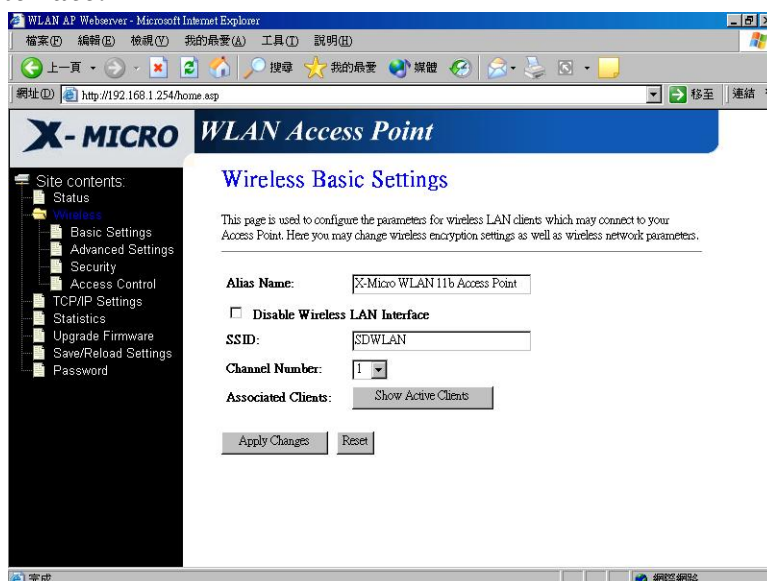 WLAN AP Webserver - Microsoft Internet Explorer
檔案(F) 編輯(E) 檢視(V) 我的最愛(A) 工具(T) 說明(H)
上一頁 搜尋 我的最愛 媒體
網址(D) http://192.168.1.254/home.asp 移至 連結
X-MICRO WLAN Access Point
Site contents:
Status
Wireless
Basic Settings
Advanced Settings
Security
Access Control
TCP/IP Settings
Statistics
Upgrade Firmware
Save/Reload Settings
Password
Wireless Basic Settings
This page is used to configure the parameters for wireless LAN clients which may connect to your
Access Point. Here you may change wireless encryption settings as well as wireless network parameters.
Alias Name: X-Micro WLAN 11b Access Point
Disable Wireless LAN Interface
SSID: SDWLAN
Channel Number: 1
Associated Clients: Show Active Clients
Apply Changes Reset
完成 網際網路